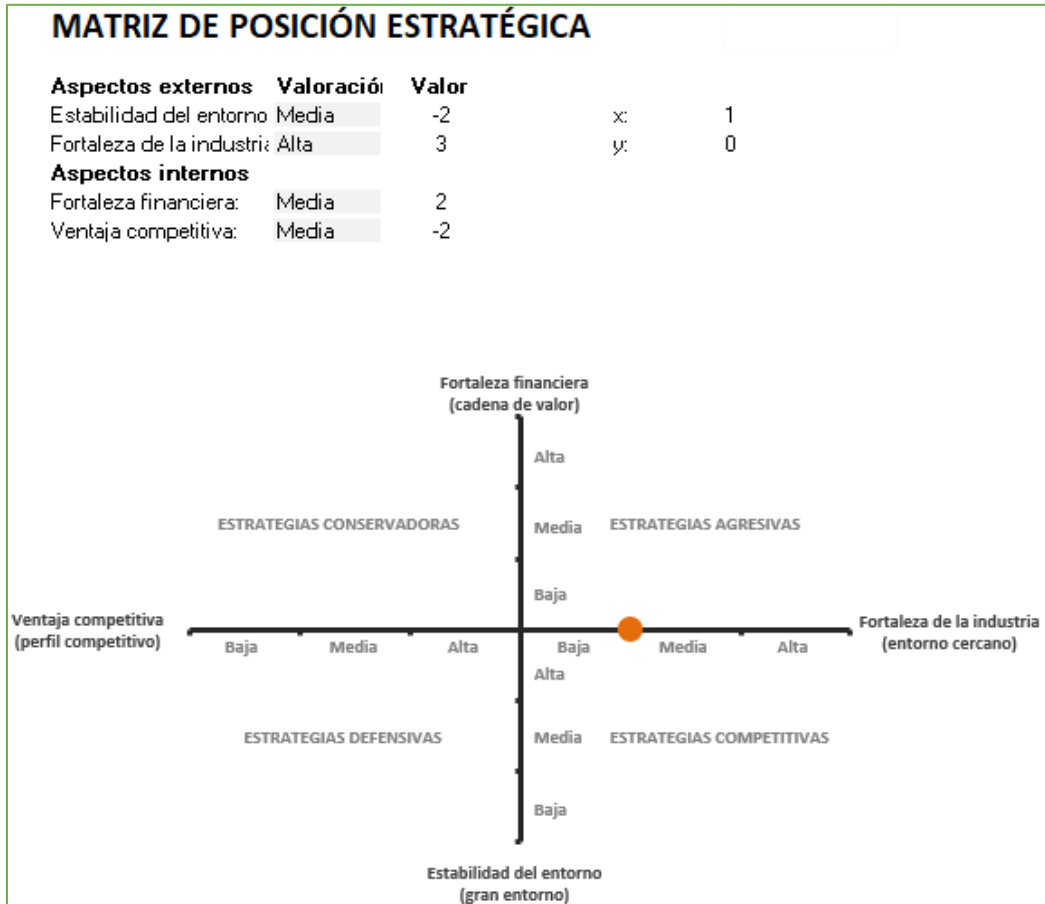 MATRIZ DE POSICIÓN ESTRATÉGICA
Aspectos externos Valoración Valor
Estabilidad del entorno Media -2 x: 1
Fortaleza de la industria Alta 3 y: 0
Aspectos internos
Fortaleza financiera: Media 2
Ventaja competitiva: Media -2
Fortaleza financiera
(cadena de valor)
Alta
ESTRATEGIAS CONSERVADORAS Media ESTRATEGIAS AGRESIVAS
Baja
Ventaja competitiva
(perfil competitivo)
Fortaleza de la industria
(entorno cercano)
Baja Media Alta Baja Media Alta
Alta
ESTRATEGIAS DEFENSIVAS Media ESTRATEGIAS COMPETITIVAS
Baja
Estabilidad del entorno
(gran entorno)